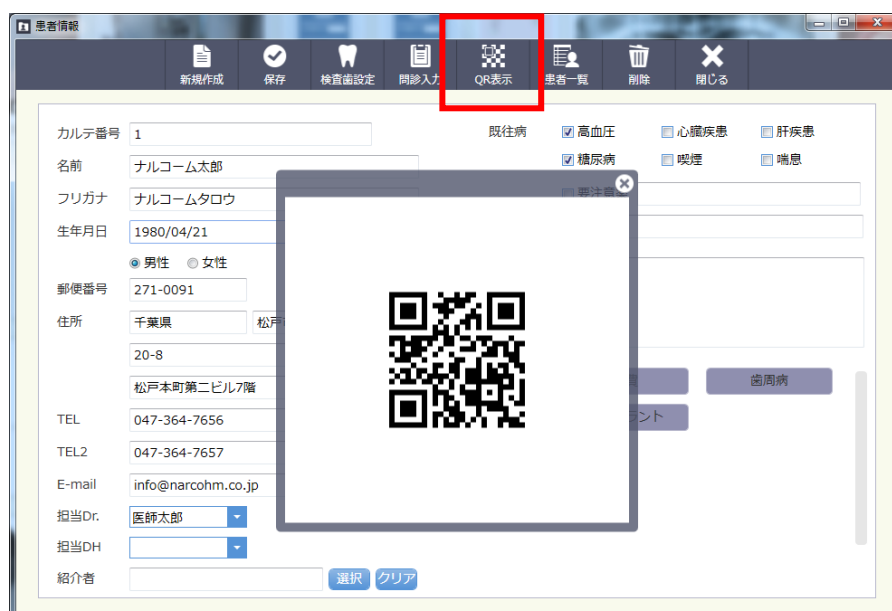 患者情報
新規作成 保存 検査歯設定 問診入力 QR表示 患者一覧 削除 閉じる
カルテ番号 1 既往病 高血圧 心臓疾患 肝疾患
名前 ナルコーム太郎 糖尿病 喫煙 喘息
フリガナ ナルコームタロウ
生年月日 1980/04/21
男性 女性
郵便番号 271-0091
住所 千葉県 松戸
20-8
松戸本町第二ビル7階 歯周病
TEL 047-364-7656 ラント
TEL2 047-364-7657
E-mail info@narcohm.co.jp
担当Dr. 医師太郎
担当DH
紹介者 選択 クリア